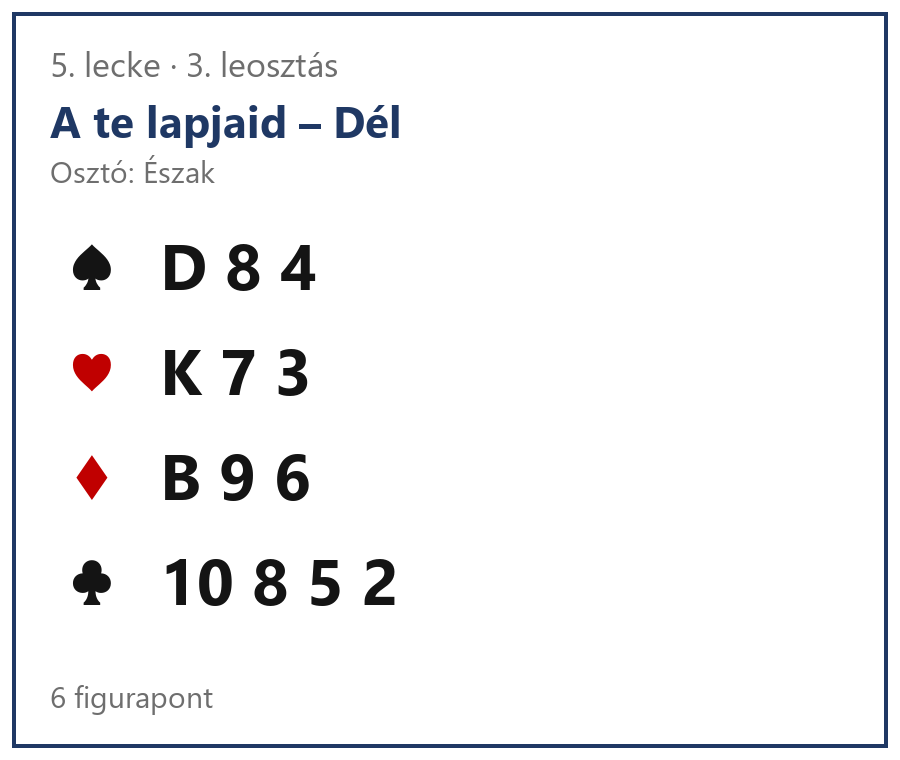 5. lecke · 3. leosztás
A te lapjaid – Dél
Osztó: Észak
♠ D 8 4
♥ K 7 3
♦ B 9 6
♣ 10 8 5 2
6 figurapont